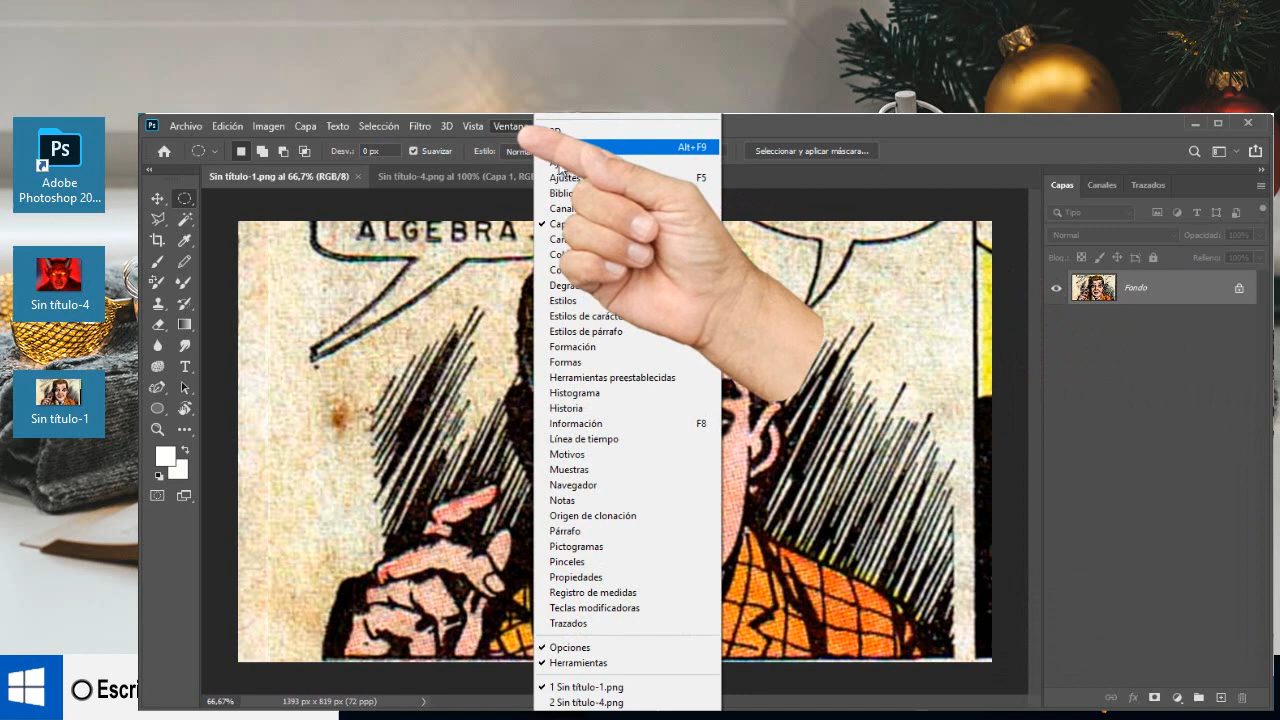 Ps
Adobe
Photoshop 20...
Sin título-4
Sin título-1
Escri
Ps Archivo Edición Imagen Capa Texto Selección Filtro 3D Vista Ventana
Desv.: 0 px Suavizar Estilo: Seleccionar y aplicar máscara...
Sin título-1.png al 66,7% (RGB/8) × Sin título-4.png al 100% (Capa 1, RG
Alt+F9
Ajustes F5
Estilos
Estilos de párrafo
Formación
Formas
Herramientas preestablecidas
Histograma
Historia
Información F8
Línea de tiempo
Motivos
Muestras
Navegador
Notas
Origen de clonación
Párrafo
Pictogramas
Pinceles
Propiedades
Registro de medidas
Teclas modificadoras
Trazados
Opciones
Herramientas
1 Sin título-1.png
2 Sin título-4.png
ALGEBRA
Capas Canales Trazados
Tipo
Normal Opacidad: 100%
Bloq.: Relleno: 100%
Fondo
fx
66,67% 1393 px x 819 px (72 ppp)